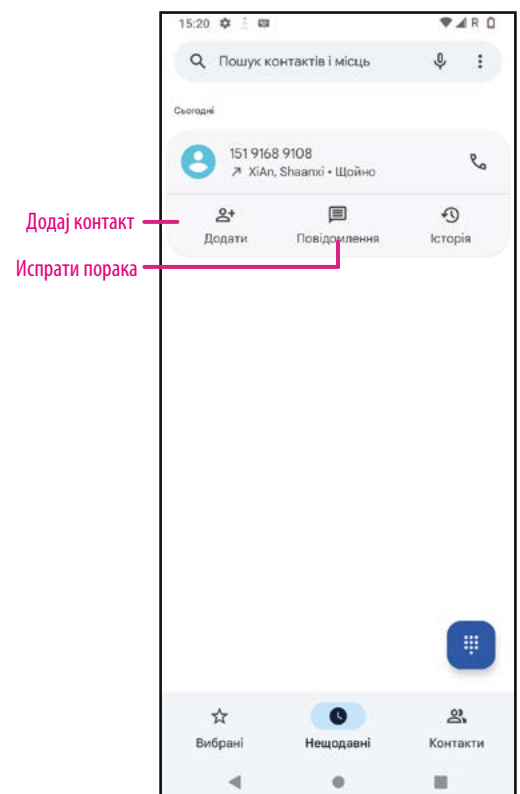 15:20 R
Пошук контактів і місць
Сьогодні
151 9168 9108
XiAn, Shaanxi • Щойно
Додај контакт
Додати Повідомлення Історія
Испрати порака
Вибрані Нещодавні Контакти